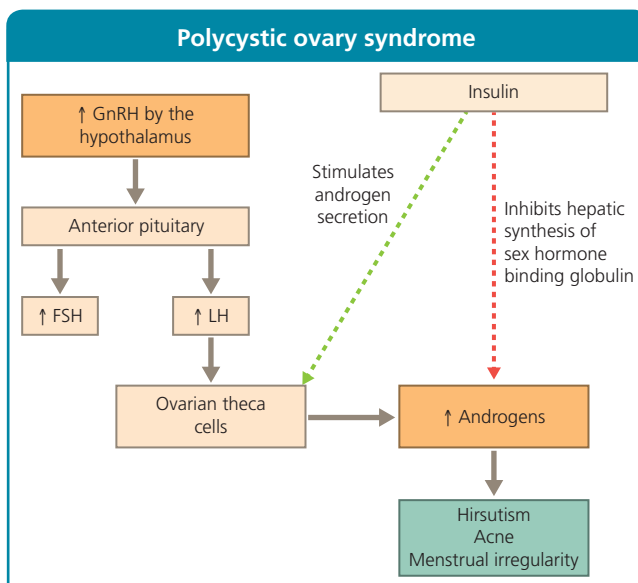 Polycystic ovary syndrome
↑ GnRH by the
hypothalamus
Insulin
Stimulates
androgen
secretion
Inhibits hepatic
synthesis of
sex hormone
binding globulin
Anterior pituitary
↑ FSH
↑ LH
Ovarian theca
cells
↑ Androgens
Hirsutism
Acne
Menstrual irregularity